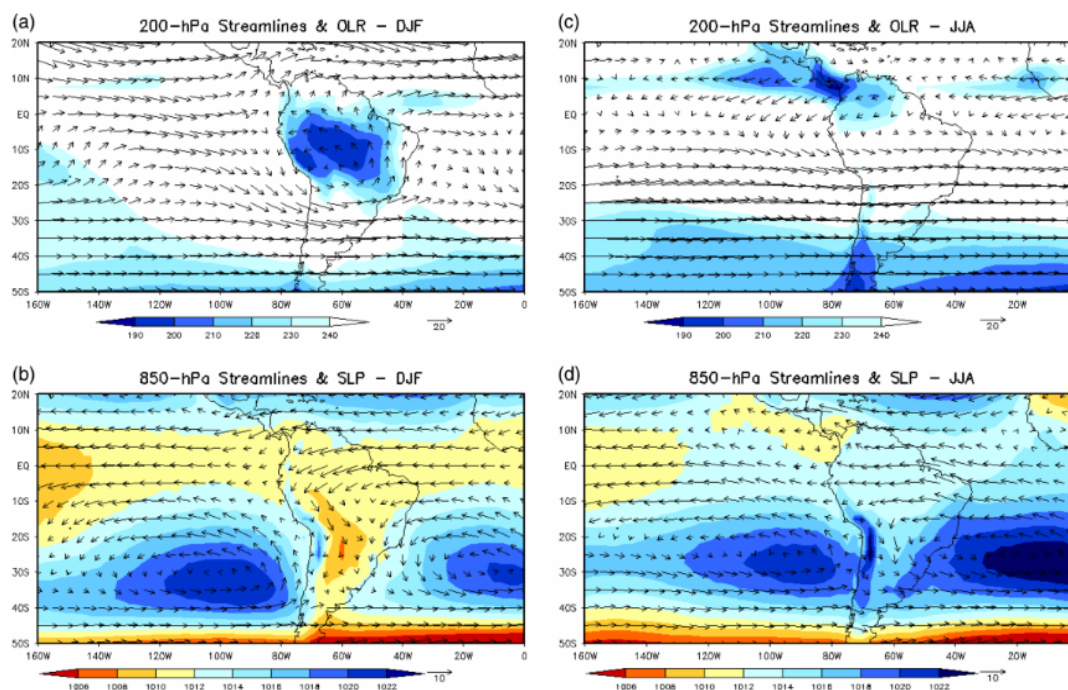 (a)
200-hPa Streamlines & OLR - DJF
20N
10N
EQ
10S
20S
30S
40S
50S
160W 140W 120W 100W 80W 60W 40W 20W 0
190 200 210 220 230 240
20
(c)
200-hPa Streamlines & OLR - JJA
20N
10N
EQ
10S
20S
30S
40S
50S
160W 140W 120W 100W 80W 60W 40W 20W
190 200 210 220 230 240
20
(b)
850-hPa Streamlines & SLP - DJF
20N
10N
EQ
10S
20S
30S
40S
50S
160W 140W 120W 100W 80W 60W 40W 20W 0
1006 1008 1010 1012 1014 1016 1018 1020 1022
10
(d)
850-hPa Streamlines & SLP - JJA
20N
10N
EQ
10S
20S
30S
40S
50S
160W 140W 120W 100W 80W 60W 40W 20W
1006 1008 1010 1012 1014 1016 1018 1020 1022
10